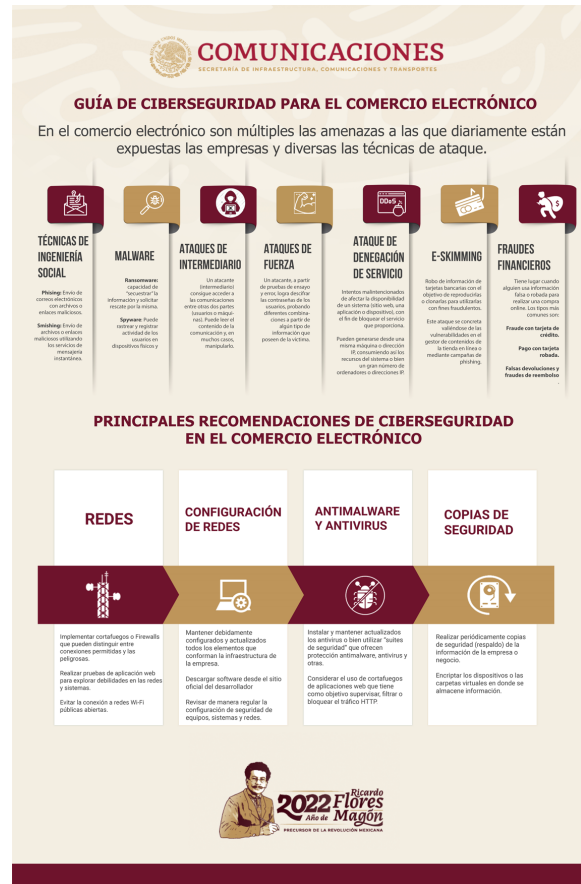 COMUNICACIONES
SECRETARÍA DE INFRAESTRUCTURA, COMUNICACIONES Y TRANSPORTES
GUÍA DE CIBERSEGURIDAD PARA EL COMERCIO ELECTRÓNICO
En el comercio electrónico son múltiples las amenazas a las que diariamente están
expuestas las empresas y diversas las técnicas de ataque.
TÉCNICAS DE
INGENIERÍA
SOCIAL
Phising: Envio de
correos electrónicos
con archivos o
enlaces maliciosos.
Smishing: Envio de
archivos o enlaces
maliciosos utilizando
los servicios de
mensajería
instantánea.
MALWARE
Ransomware:
capacidad de
"secuestrar" la
información y solicitar
rescate por la misma.
Spyware: Puede
rastrear y registrar
actividad de los
usuarios en
dispositivos físicos y
ATAQUES DE
INTERMEDIARIO
Un atacante
(intermediario)
consigue acceder a
las comunicaciones
entre otros dos partes
(usuarios o máqui-
nas). Puede leer el
contenido de la
comunicación y, en
muchos casos,
manipularlo.
ATAQUES DE
FUERZA
Un atacante, a partir
de pruebas de ensayo
y error, logra descifrar
las contraseñas de los
usuarios, probando
diferentes combina-
ciones a partir de
algún tipo de
información que
poseen de la víctima.
DDoS
ATAQUE DE
DENEGACIÓN
DE SERVICIO
Intentos malintencionados
de afectar la disponibilidad
de un sistema (sitio web, una
aplicación o dispositivo), con
el fin de bloquear el servicio
que proporciona.
Pueden generarse desde una
misma máquina o dirección
IP, consumiendo así los
recursos del sistema o bien
un gran número de
ordenadores o direcciones IP.
E-SKIMMING
Robo de información de
tarjetas bancarias con el
objetivo de reproducirlas
o clonarlas para utilizarlas
con fines fraudulentos.
Este ataque se concreta
valiéndose de las
vulnerabilidades en el
gestor de contenidos de
la tienda en línea o
mediante campañas de
phishing.
FRAUDES
FINANCIEROS
Tiene lugar cuando
alguien usa información
falsa o robada para
realizar una compra
online. Los tipos más
comunes son:
Fraude con tarjeta de
crédito.
Pago con tarjeta
robada.
Falsas devoluciones y
fraudes de reembolso
PRINCIPALES RECOMENDACIONES DE CIBERSEGURIDAD
EN EL COMERCIO ELECTRÓNICO
REDES
Implementar cortafuegos o Firewalls
que pueden distinguir entre
conexiones permitidas y las
peligrosas.
Realizar pruebas de aplicación web
para explorar debilidades en las redes
y sistemas.
Evitar la conexión a redes Wi-Fi
públicas abiertas.
CONFIGURACIÓN
DE REDES
Mantener debidamente
configurados y actualizados
todos los elementos que
conforman la infraestructura de
la empresa.
Descargar software desde el sitio
oficial del desarrollador
Revisar de manera regular la
configuración de seguridad de
equipos, sistemas y redes.
ANTIMALWARE
Y ANTIVIRUS
Instalar y mantener actualizados
los antivirus o bien utilizar "suites
de seguridad" que ofrecen
protección antimalware, antivirus y
otras.
Considerar el uso de cortafuegos
de aplicaciones web que tiene
como objetivo supervisar, filtrar o
bloquear el tráfico HTTP.
COPIAS DE
SEGURIDAD
Realizar periódicamente copias
de seguridad (respaldo) de la
información de la empresa o
negocio.
Encriptar los dispositivos o las
carpetas virtuales en donde se
almacene información.
2022 Ricardo
Año de Flores
Magón
PRECURSOR DE LA REVOLUCIÓN MEXICANA